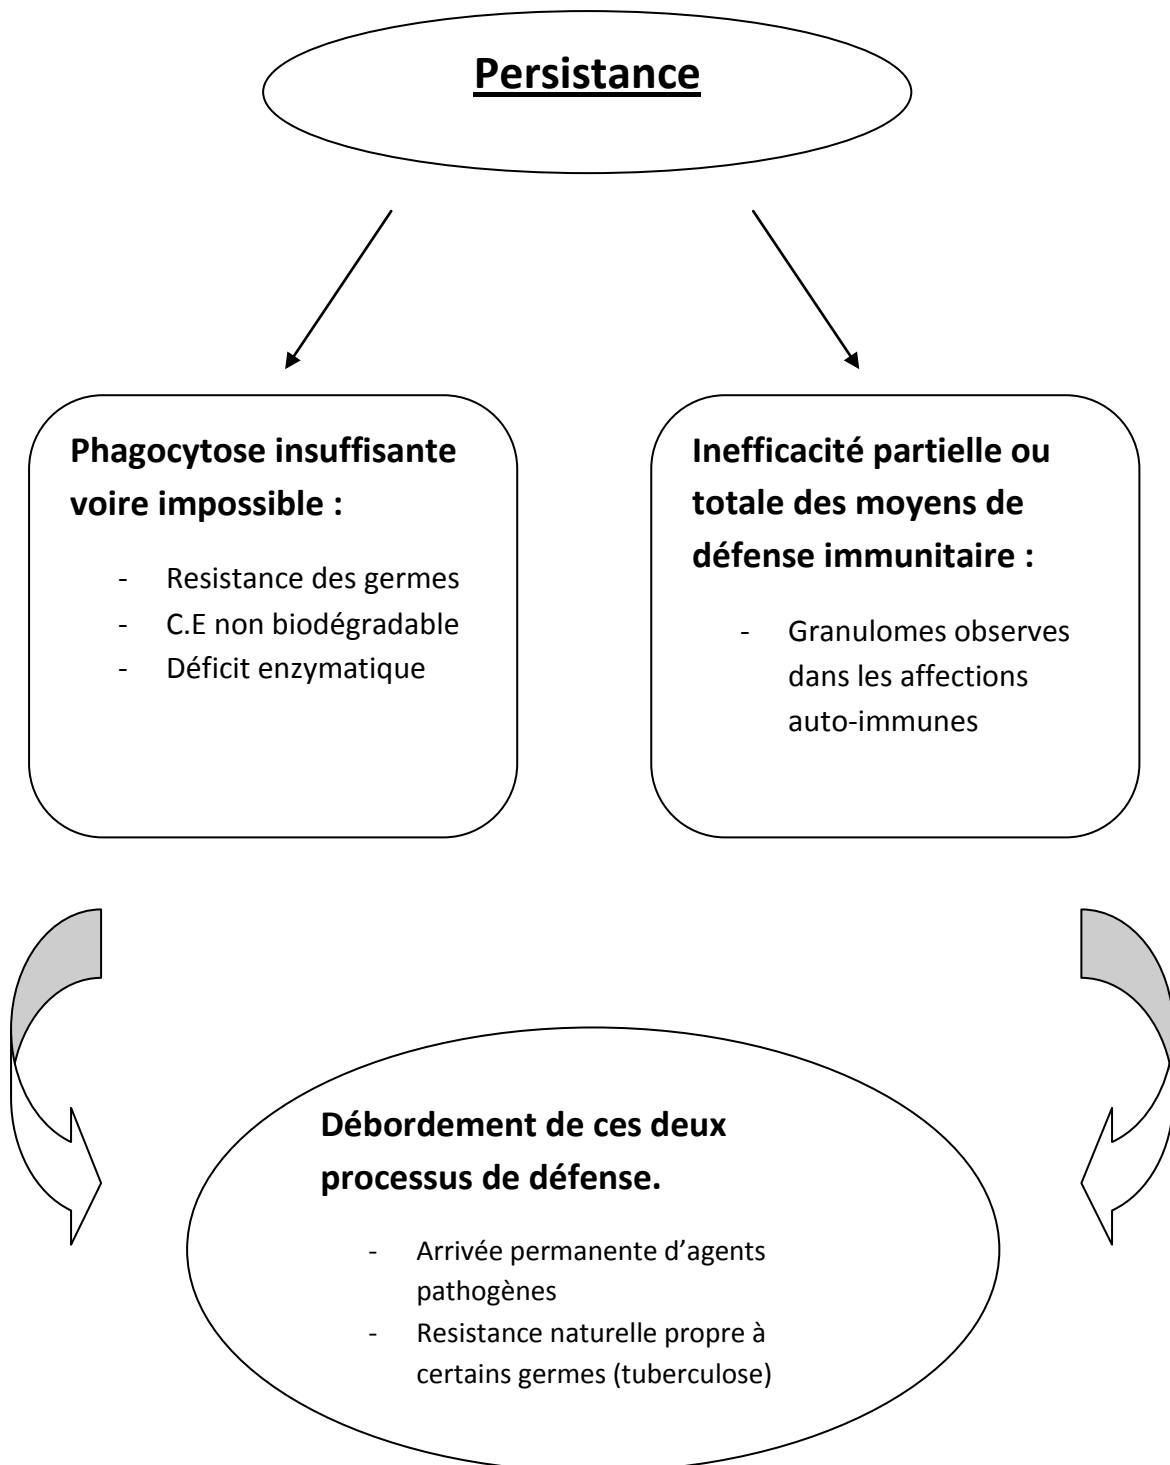 Persistance
Phagocytose insuffisante
voire impossible :
- Resistance des germes
- C.E non biodégradable
- Déficit enzymatique
Inefficacité partielle ou
totale des moyens de
défense immunitaire :
- Granulomes observes
dans les affections
auto-immunes
Débordement de ces deux
processus de défense.
- Arrivée permanente d’agents
pathogènes
- Resistance naturelle propre à
certains germes (tuberculose)